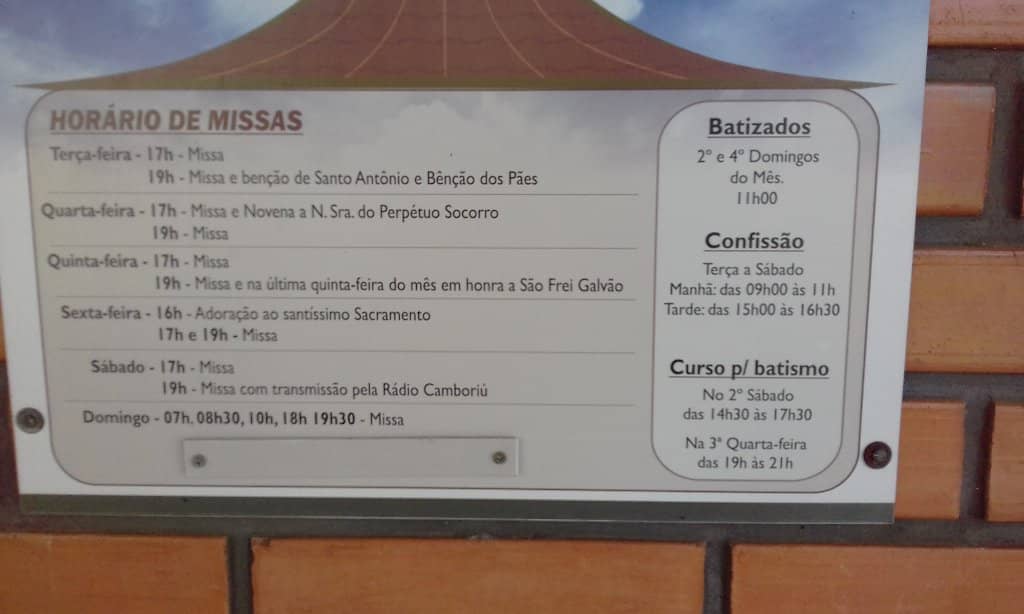 HORÁRIO DE MISSAS
Terça-feira - 17h - Missa
19h - Missa e benção de Santo Antônio e Bênção dos Pães
Quarta-feira - 17h - Missa e Novena a N. Sra. do Perpétuo Socorro
19h - Missa
Quinta-feira - 17h - Missa
19h - Missa e na última quinta-feira do mês em honra a São Frei Galvão
Sexta-feira - 16h - Adoração ao santíssimo Sacramento
17h e 19h - Missa
Sábado - 17h - Missa
19h - Missa com transmissão pela Rádio Camboriú
Domingo - 07h. 08h30, 10h, 18h 19h30 - Missa
Batizados
2º e 4º Domingos
do Mês.
11h00
Confissão
Terça a Sábado
Manhã: das 09h00 às 11h
Tarde: das 15h00 às 16h30
Curso p/ batismo
No 2º Sábado
das 14h30 às 17h30
Na 3ª Quarta-feira
das 19h às 21h